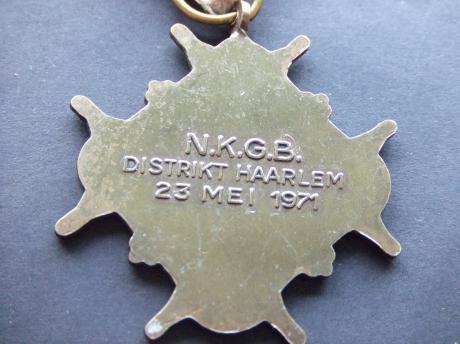 N.K.G.B.
DISTRIKT HAARLEM
23 MEI 1971